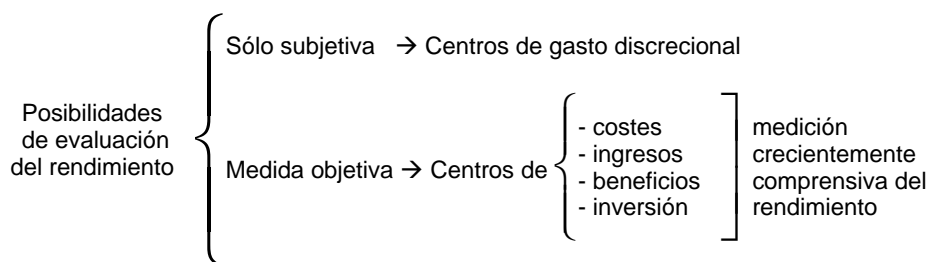 Sólo subjetiva → Centros de gasto discrecional
Posibilidades
de evaluación
del rendimiento
Medida objetiva → Centros de
- costes
- ingresos
- beneficios
- inversión
medición
crecientemente
comprensiva del
rendimiento